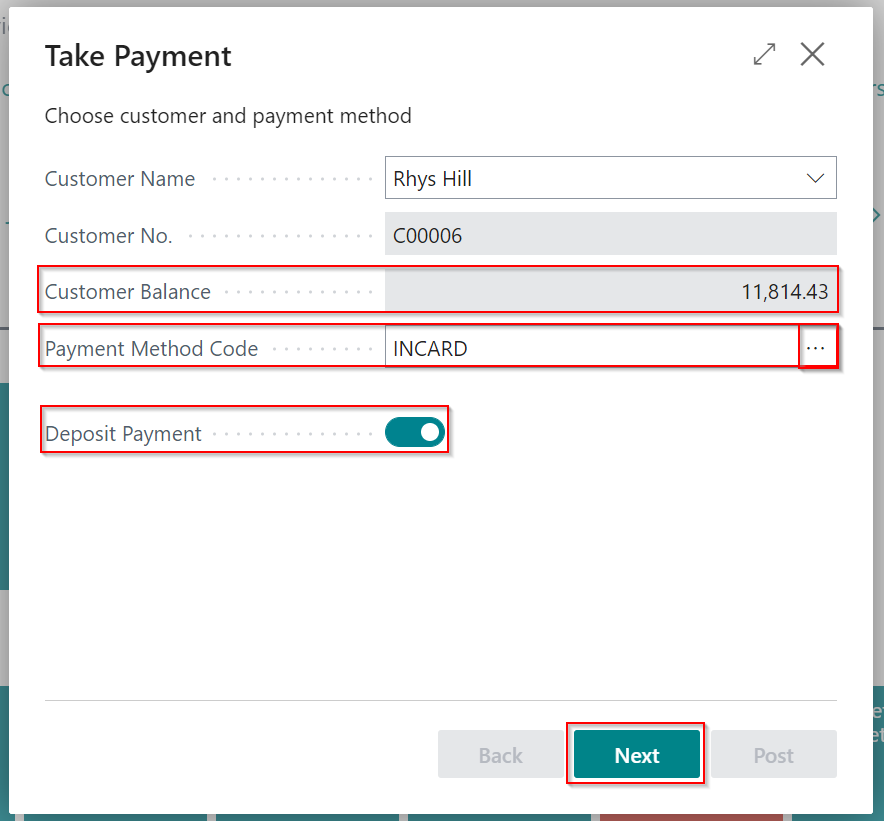 Take Payment
Choose customer and payment method
Customer Name Rhys Hill
Customer No. C00006
Customer Balance 11,814.43
Payment Method Code INCARD ...
Deposit Payment
Back Next Post